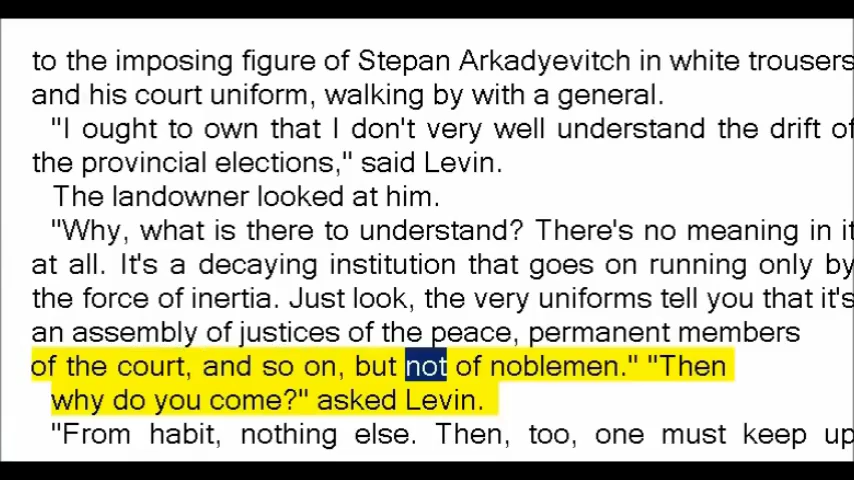 to the imposing figure of Stepan Arkadyevitch in white trousers
and his court uniform, walking by with a general.
"I ought to own that I don't very well understand the drift of
the provincial elections," said Levin.
The landowner looked at him.
"Why, what is there to understand? There's no meaning in it
at all. It's a decaying institution that goes on running only by
the force of inertia. Just look, the very uniforms tell you that it's
an assembly of justices of the peace, permanent members
of the court, and so on, but not of noblemen." "Then
why do you come?" asked Levin.
"From habit, nothing else. Then, too, one must keep up